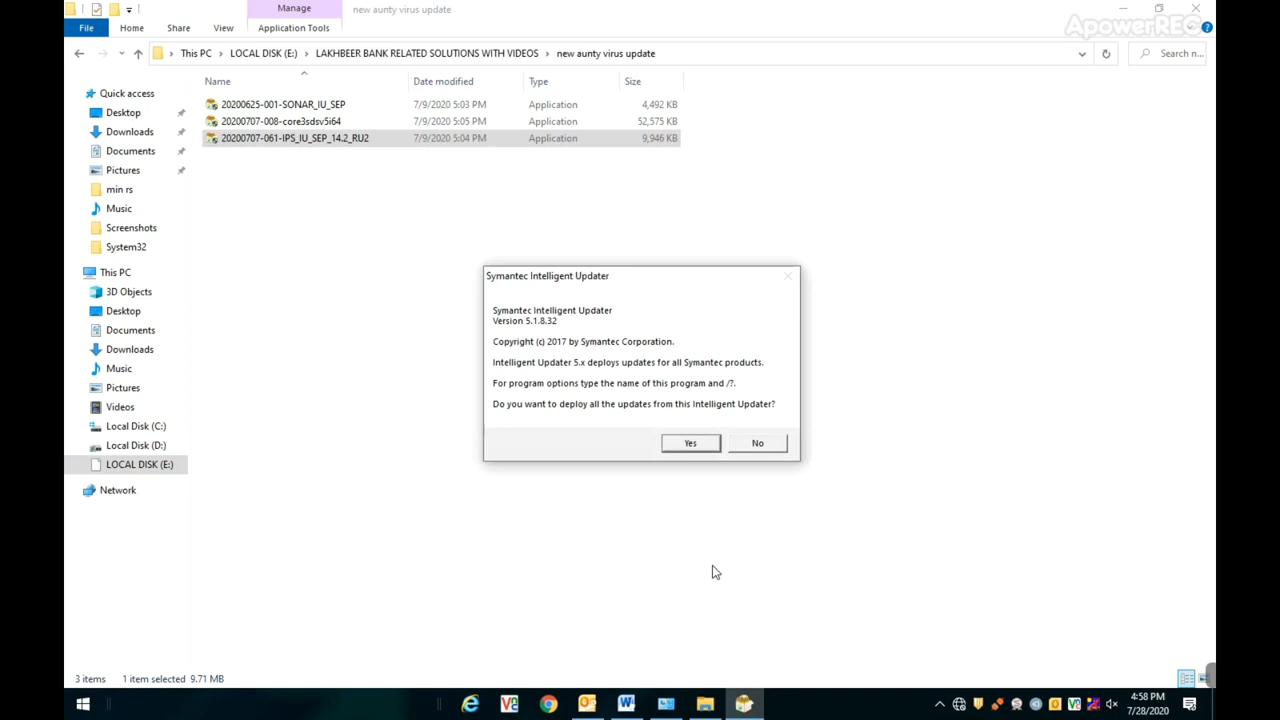 Manage
new aunty virus update
ApowerREC
File
Home
Share
View
Application Tools
This PC
LOCAL DISK (E:)
LAKHBEER BANK RELATED SOLUTIONS WITH VIDEOS
new aunty virus update
Search n...
Name
Date modified
Type
Size
20200625-001-SONAR_IU_SEP
7/9/2020 5:03 PM
Application
4,492 KB
20200707-008-core3sdsv5i64
7/9/2020 5:05 PM
Application
52,575 KB
20200707-061-IPS_IU_SEP_14.2_RU2
7/9/2020 5:04 PM
Application
9,946 KB
Quick access
Desktop
Downloads
Documents
Pictures
min rs
Music
Screenshots
System32
This PC
3D Objects
Desktop
Documents
Downloads
Music
Pictures
Videos
Local Disk (C:)
Local Disk (D:)
LOCAL DISK (E:)
Network
Symantec Intelligent Updater
Symantec Intelligent Updater
Version 5.1.8.32
Copyright (c) 2017 by Symantec Corporation.
Intelligent Updater 5.x deploys updates for all Symantec products.
For program options type the name of this program and /?.
Do you want to deploy all the updates from this Intelligent Updater?
Yes
No
3 items
1 item selected 9.71 MB
4:58 PM
7/28/2020